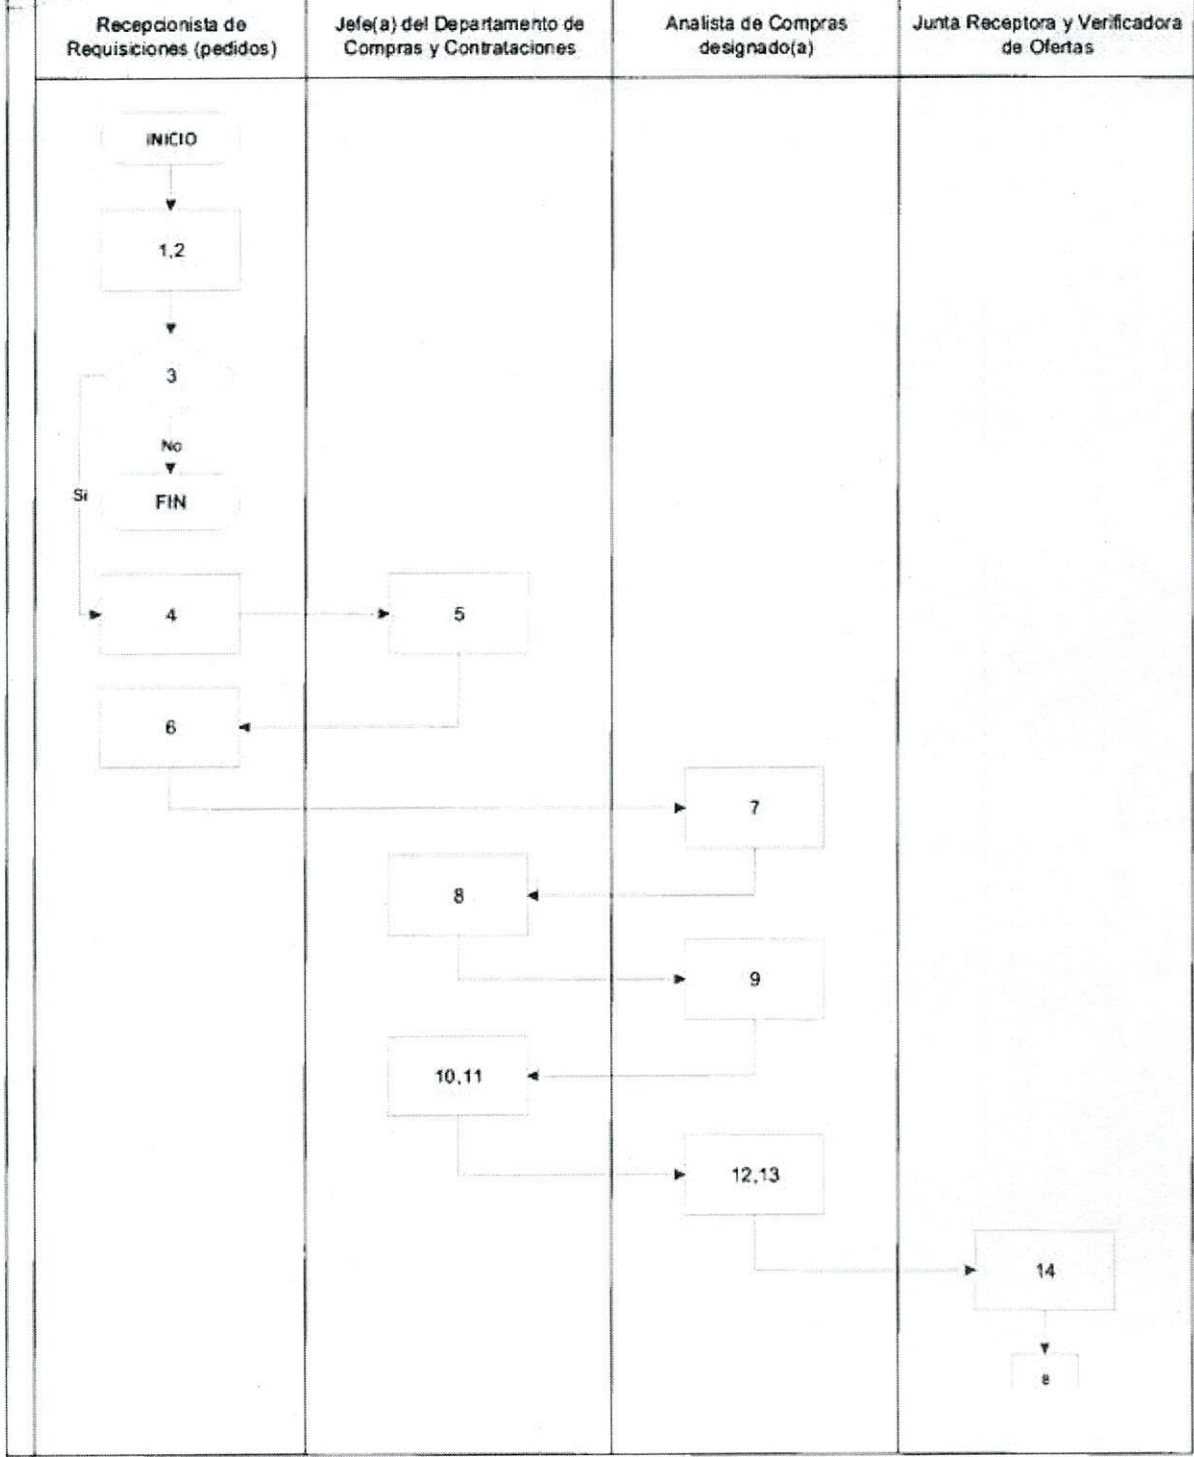 Recepcionista de
Requisiciones (pedidos)
Jefe(a) del Departamento de
Compras y Contrataciones
Analista de Compras
designado(a)
Junta Receptora y Verificadora
de Ofertas
INICIO
1,2
3
No
Si
FIN
4
5
6
7
8
9
10,11
12,13
14